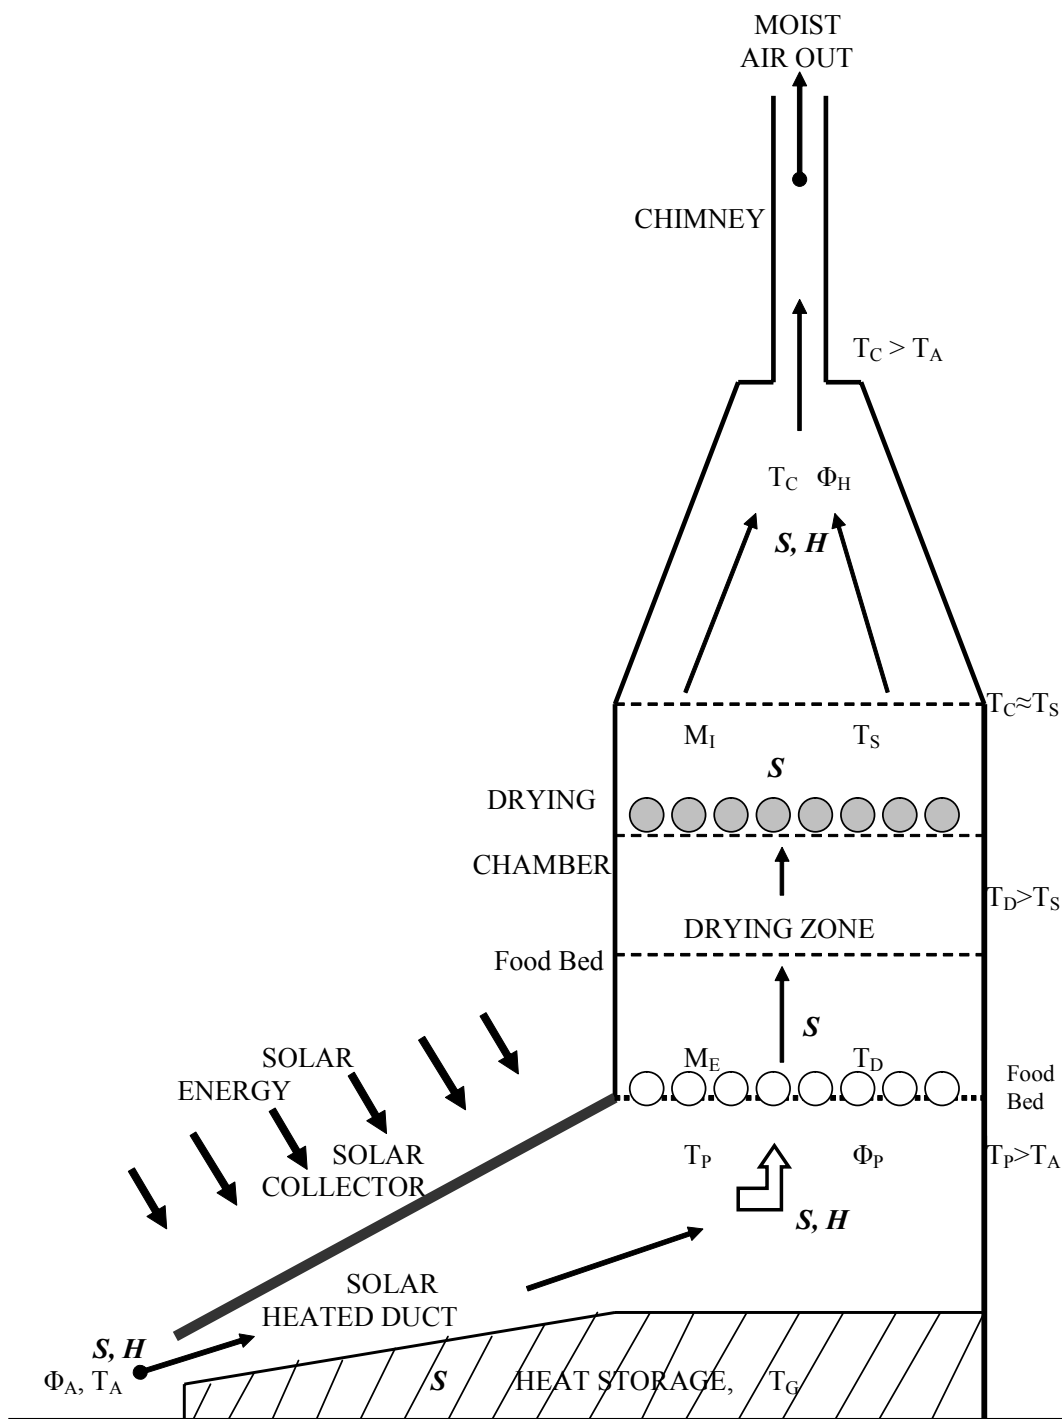 MOIST
AIR OUT
CHIMNEY
T_C > T_A
T_C Φ_H
S, H
T_C≈T_S
M_I T_S
S
DRYING
CHAMBER
T_D>T_S
DRYING ZONE
Food Bed
S
SOLAR
ENERGY
M_E T_D
Food
Bed
SOLAR
COLLECTOR
T_P Φ_P
T_P>T_A
S, H
SOLAR
HEATED DUCT
S, H
Φ_A, T_A
S HEAT STORAGE, T_G